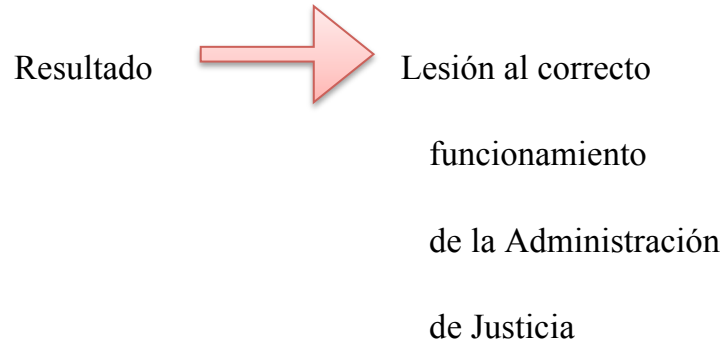 Resultado Lesión al correcto
funcionamiento
de la Administración
de Justicia